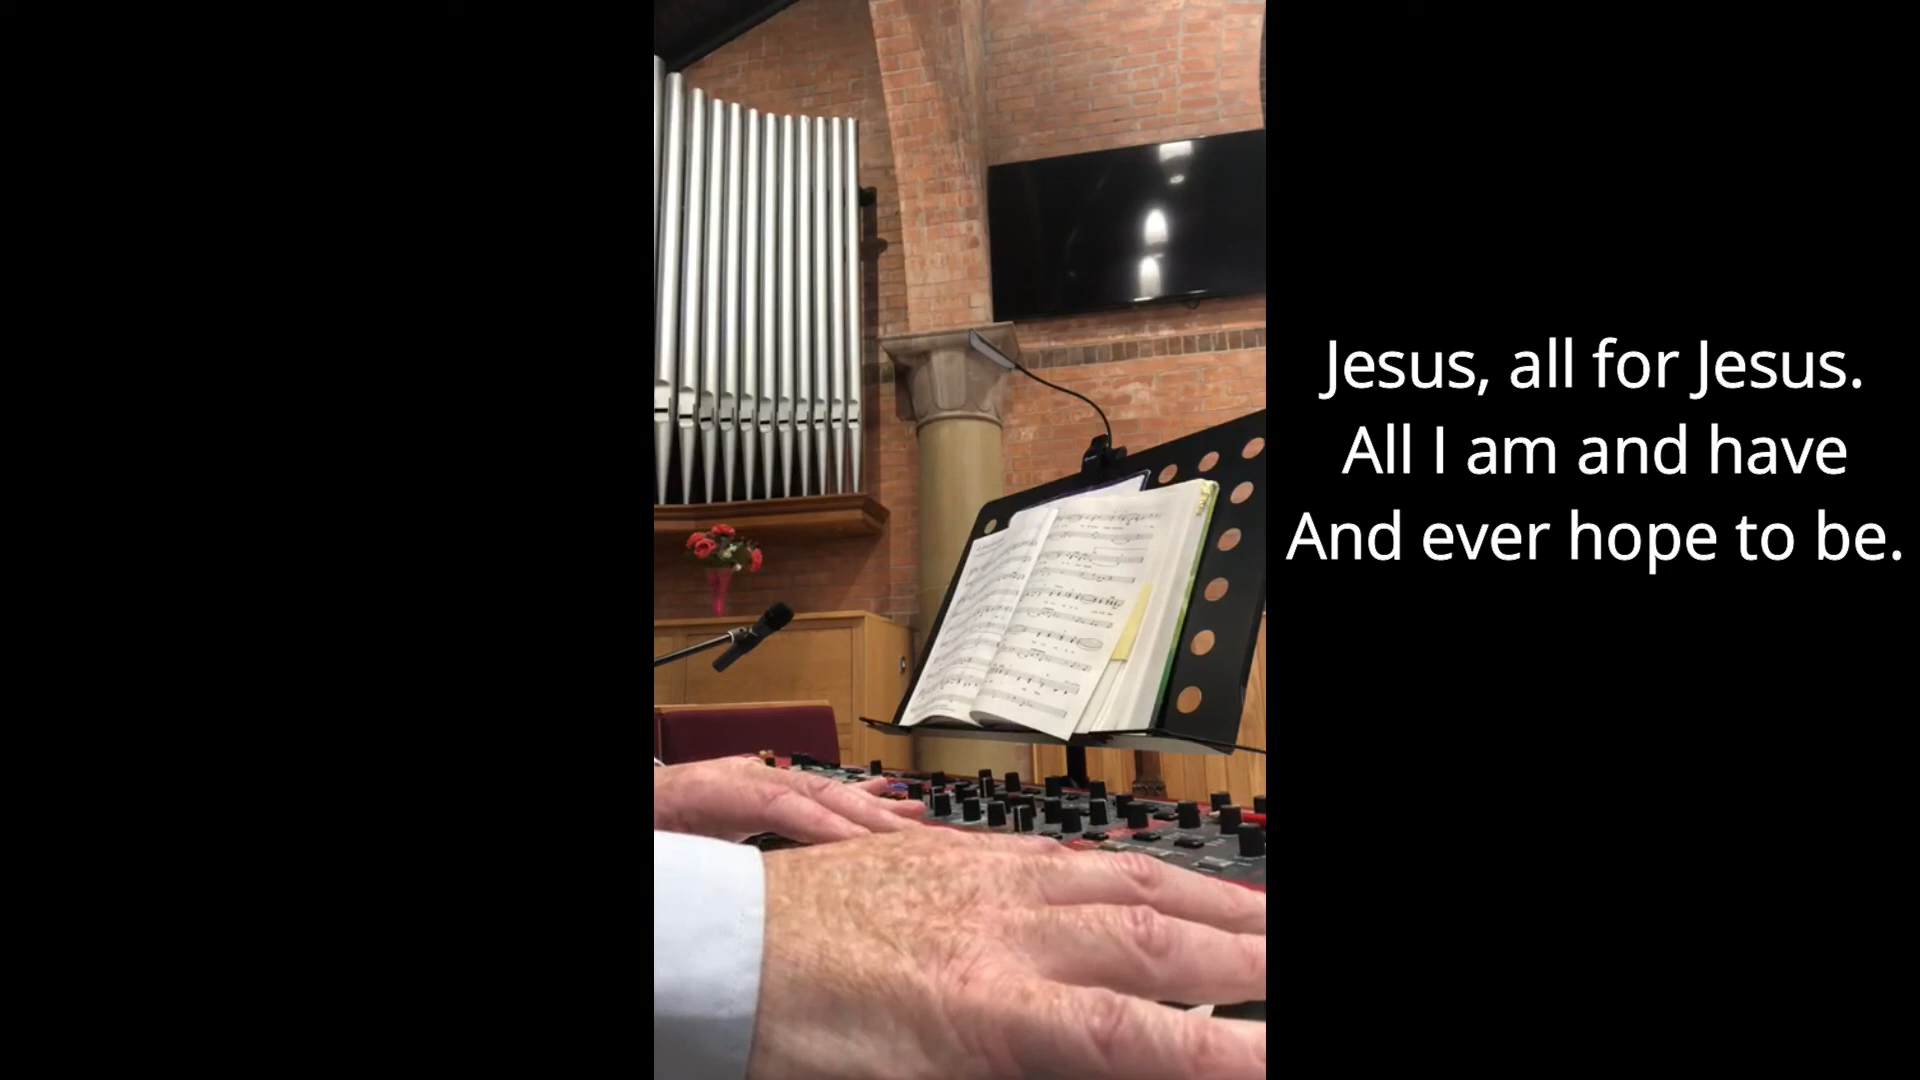 Jesus, all for Jesus.
All I am and have
And ever hope to be.